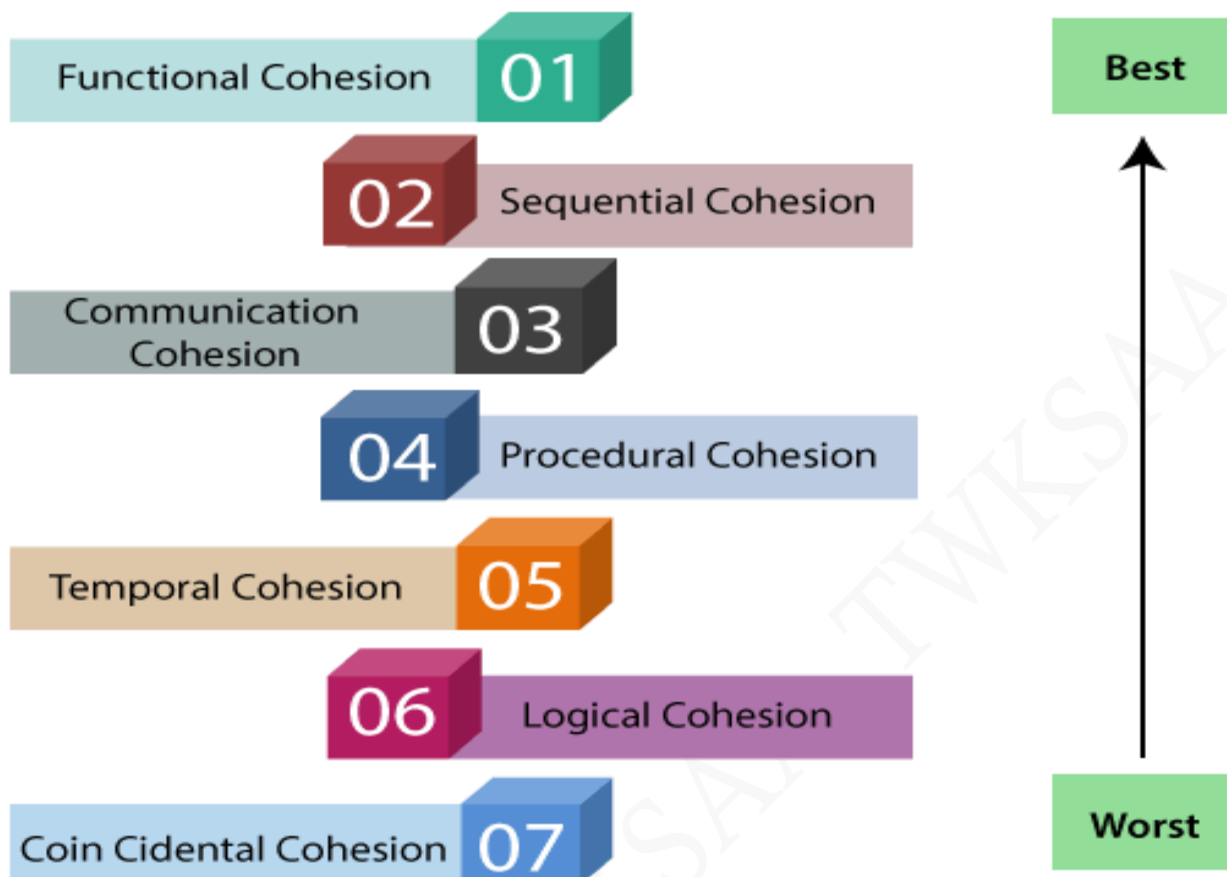 Functional Cohesion 01
Best
02 Sequential Cohesion
Communication
Cohesion
03
04 Procedural Cohesion
Temporal Cohesion 05
06 Logical Cohesion
Coin Cidental Cohesion 07
Worst
TWKSAA